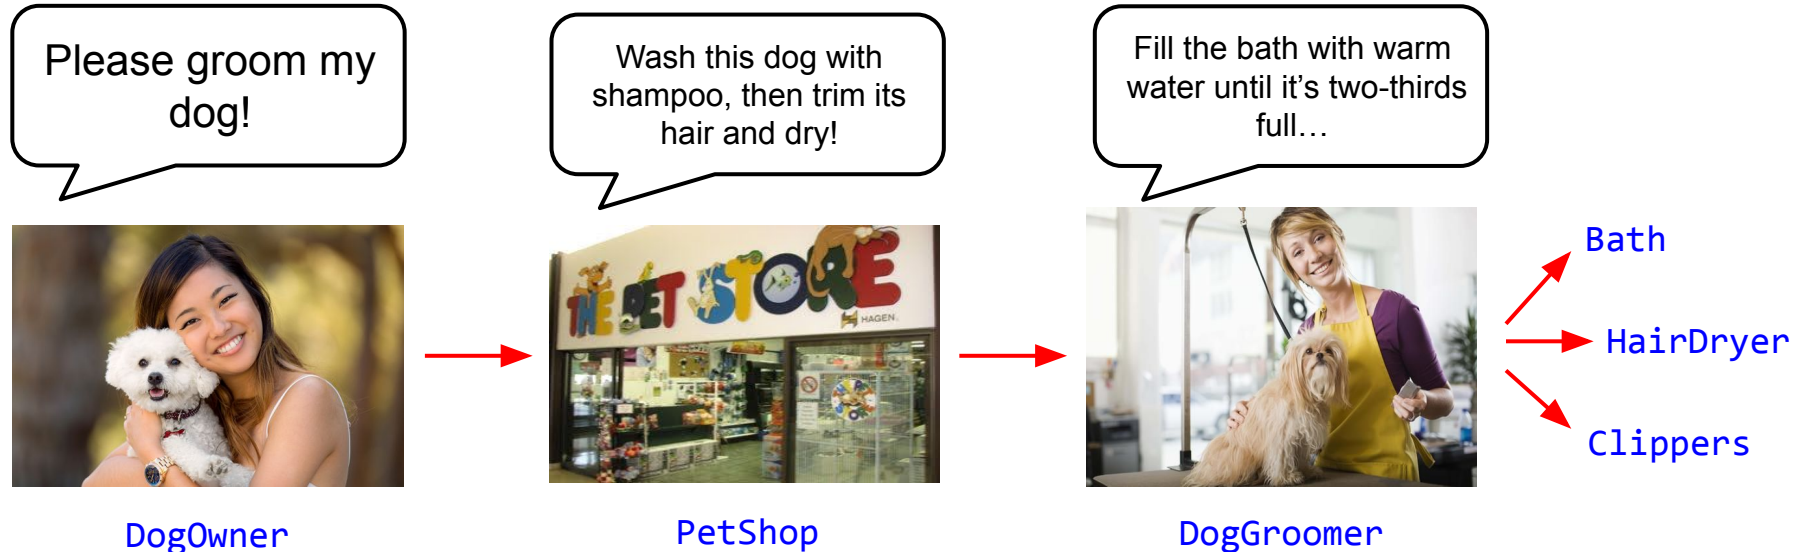 Please groom my
dog!
Wash this dog with
shampoo, then trim its
hair and dry!
Fill the bath with warm
water until it's two-thirds
full…
THE PET STORE
HAGEN
Bath
HairDryer
Clippers
DogOwner
PetShop
DogGroomer